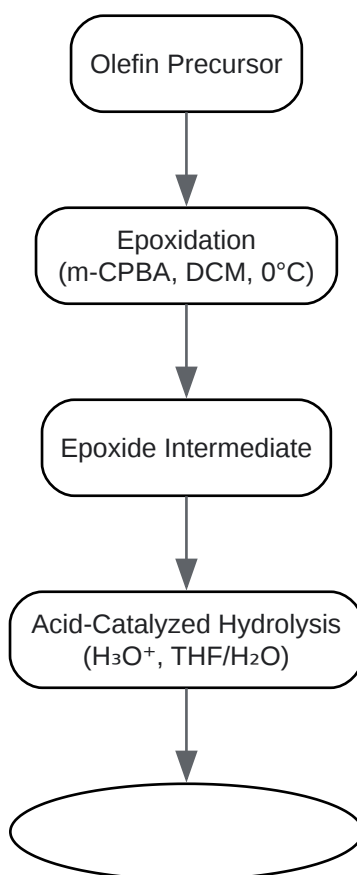 Olefin Precursor
Epoxidation
(m-CPBA, DCM, 0°C)
Epoxide Intermediate
Acid-Catalyzed Hydrolysis
(H₃O⁺, THF/H₂O)